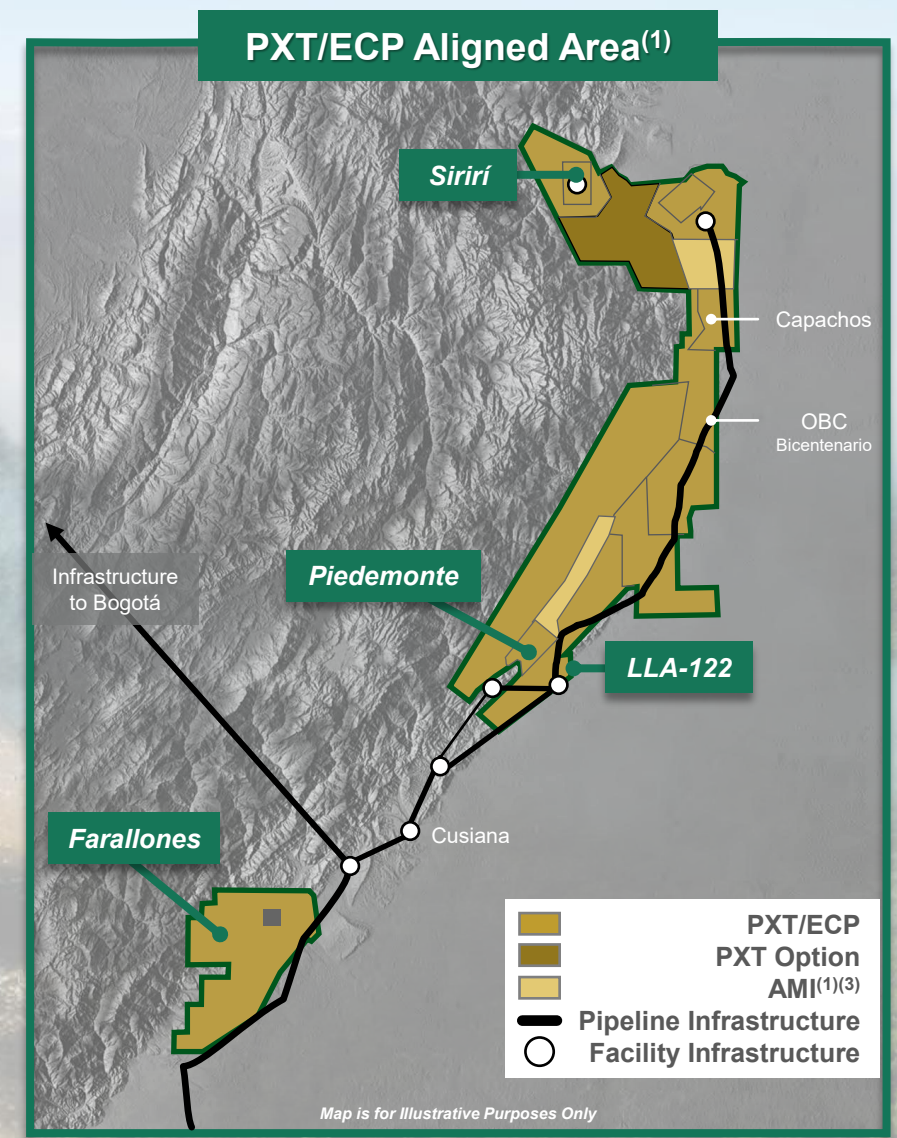 PXT/ECP Aligned Area(1)
Sirirí
Capachos
OBC
Bicentenario
Infrastructure
to Bogotá
Piedemonte
LLA-122
Farallones
Cusiana
PXT/ECP
PXT Option
AMI(1)(3)
Pipeline Infrastructure
Facility Infrastructure
Map is for Illustrative Purposes Only